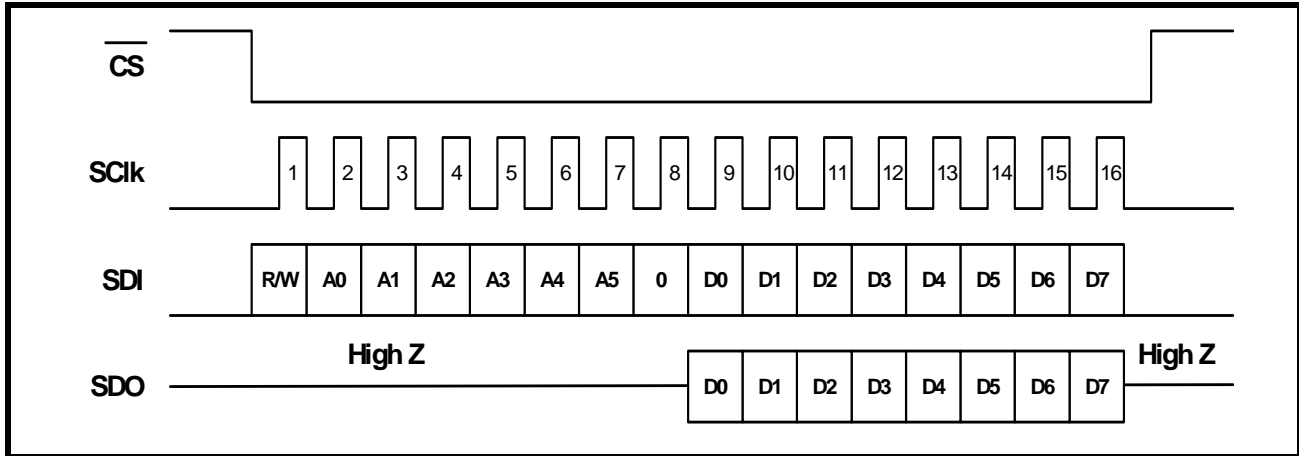 CS
SClk 1 2 3 4 5 6 7 8 9 10 11 12 13 14 15 16
SDI R/W A0 A1 A2 A3 A4 A5 0 D0 D1 D2 D3 D4 D5 D6 D7
High Z High Z
SDO D0 D1 D2 D3 D4 D5 D6 D7